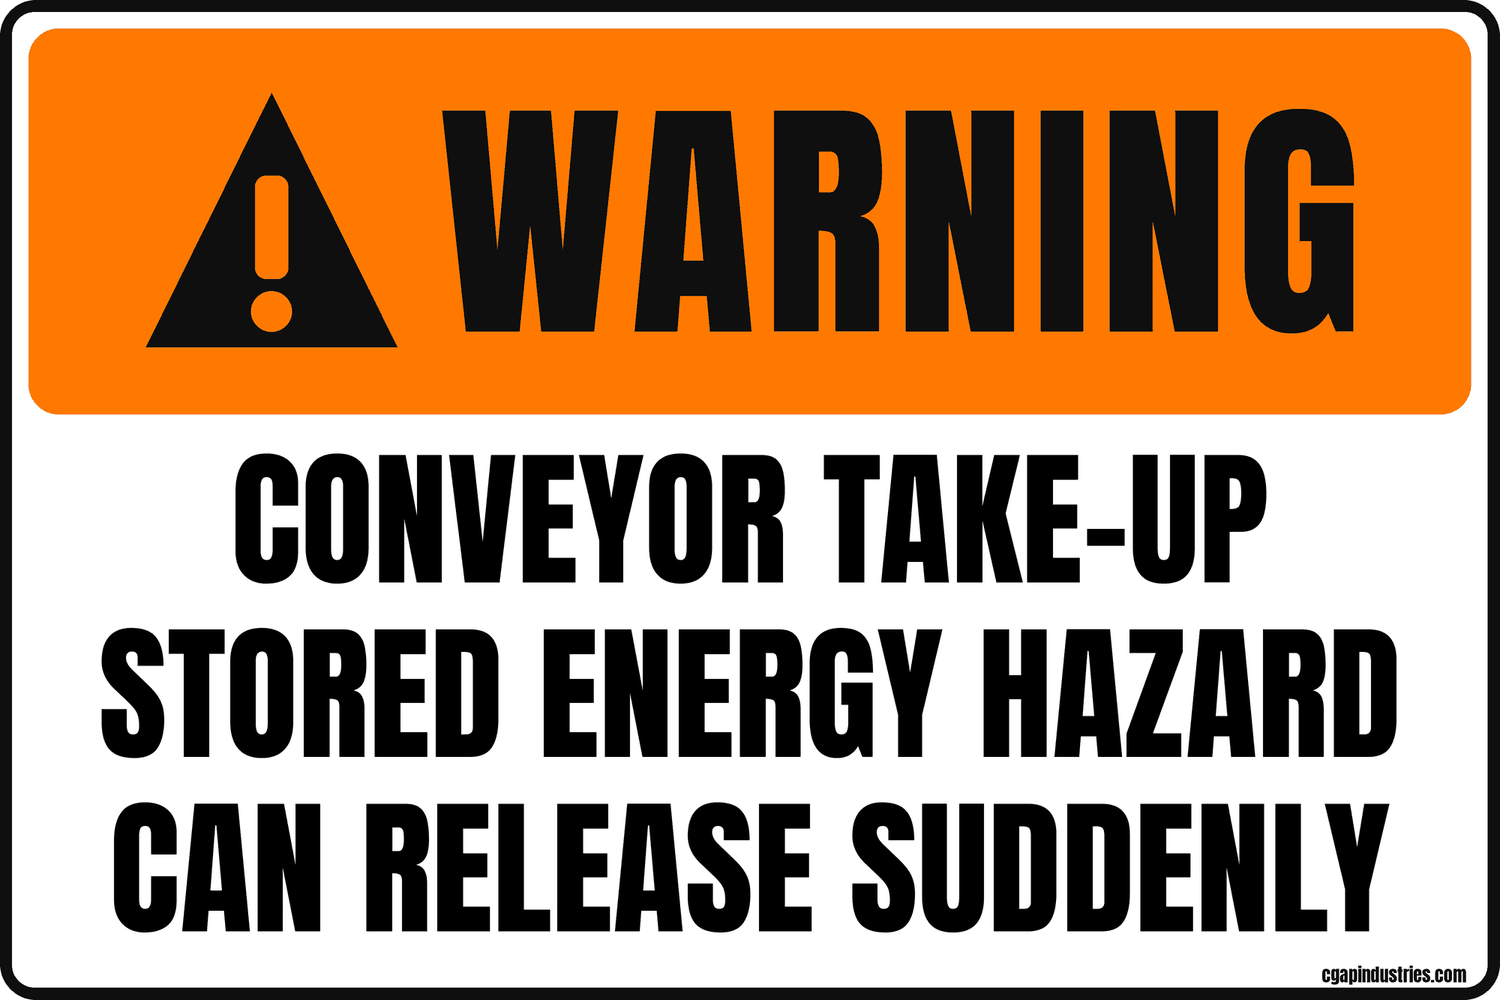 WARNING
CONVEYOR TAKE-UP
STORED ENERGY HAZARD
CAN RELEASE SUDDENLY
cgapindustries.com